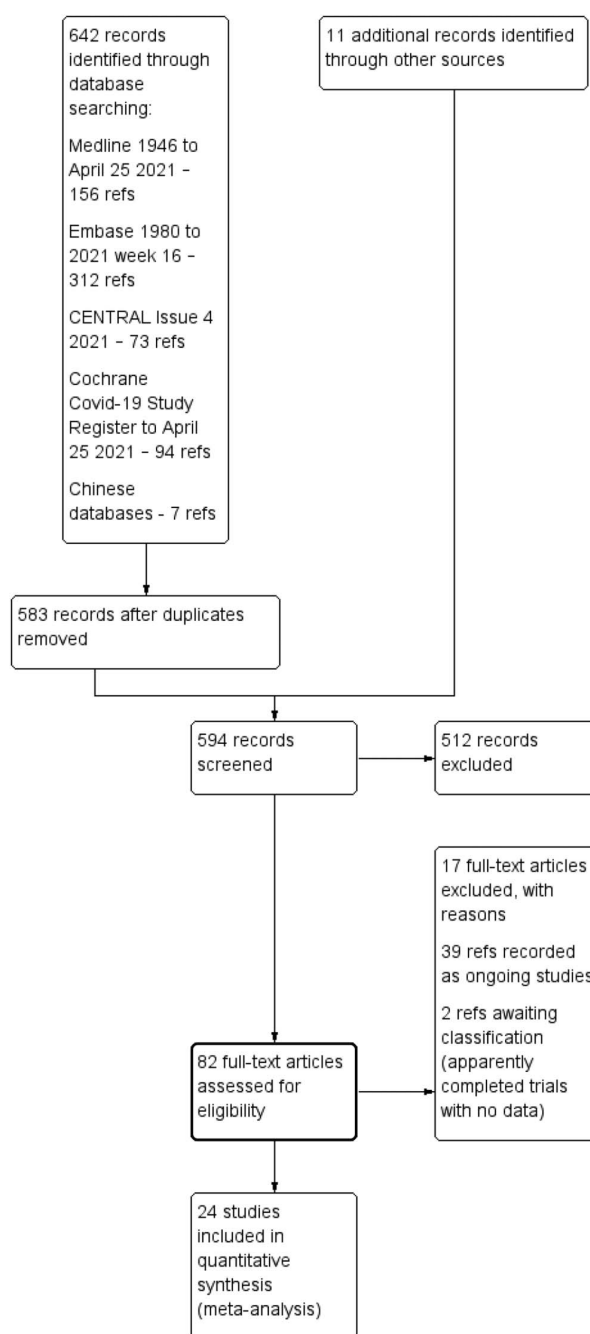 642 records
identified through
database
searching:
Medline 1946 to
April 25 2021 –
156 refs
Embase 1980 to
2021 week 16 –
312 refs
CENTRAL Issue 4
2021 – 73 refs
Cochrane
Covid-19 Study
Register to April
25 2021 – 94 refs
Chinese
databases - 7 refs
11 additional records identified
through other sources
583 records after duplicates
removed
594 records
screened
512 records
excluded
17 full-text articles
excluded, with
reasons
39 refs recorded
as ongoing studies
2 refs awaiting
classification
(apparently
completed trials
with no data)
82 full-text articles
assessed for
eligibility
24 studies
included in
quantitative
synthesis
(meta-analysis)